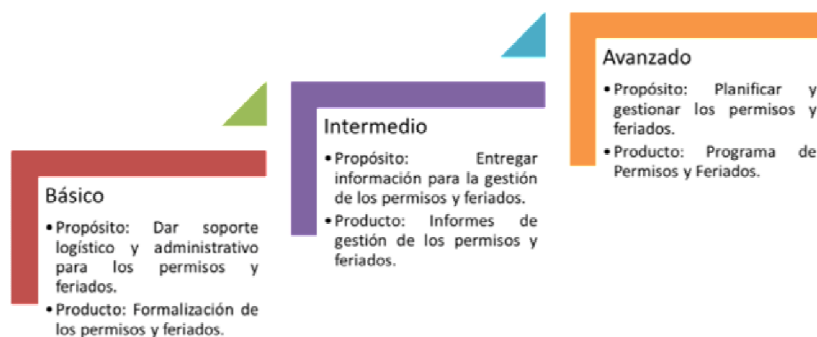 Básico
•Propósito: Dar soporte
logístico y administrativo
para los permisos y
feriados.
•Producto: Formalización de
los permisos y feriados.
Intermedio
•Propósito: Entregar
información para la gestión
de los permisos y feriados.
•Producto: Informes de
gestión de los permisos y
feriados.
Avanzado
•Propósito: Planificar y
gestionar los permisos y
feriados.
•Producto: Programa de
Permisos y Feriados.